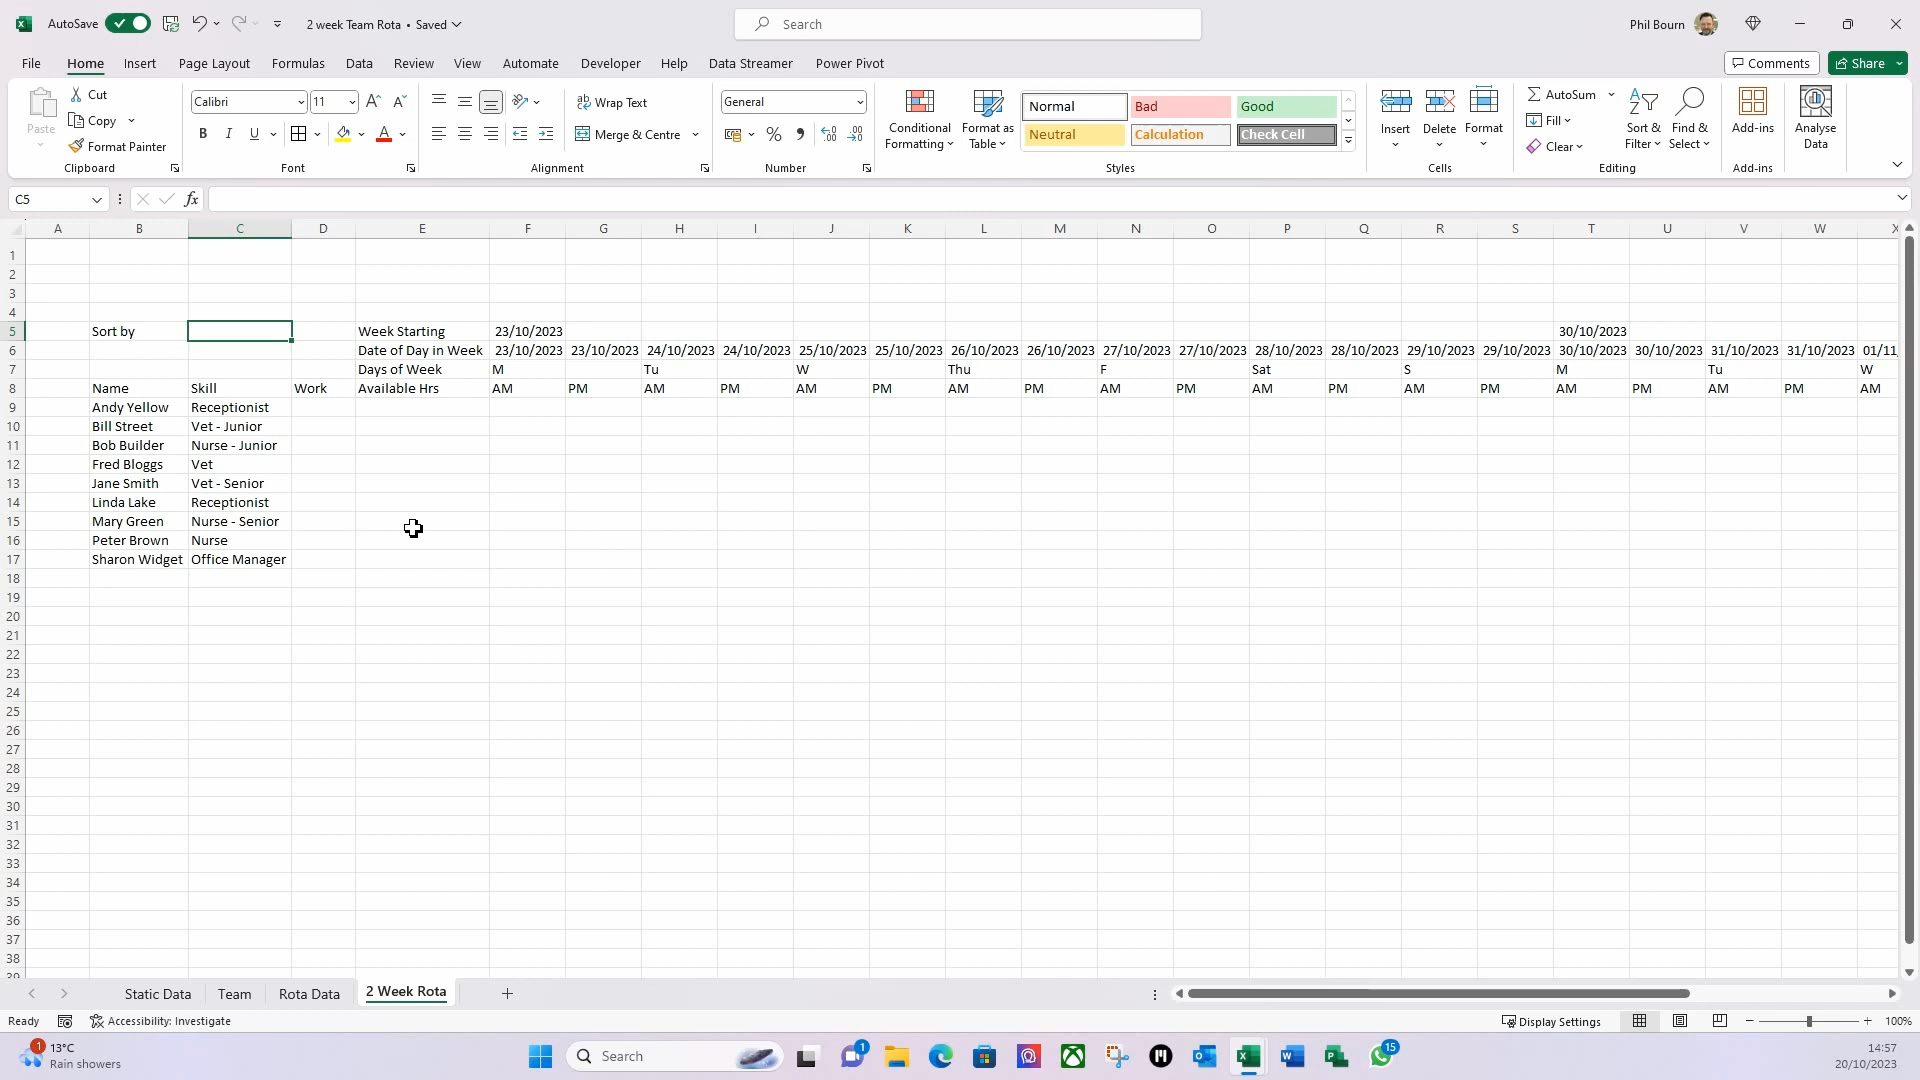 AutoSave 2 week Team Rota • Saved Search Phil Bourn
File Home Insert Page Layout Formulas Data Review View Automate Developer Help Data Streamer Power Pivot Comments Share
Paste Cut Calibri 11 Wrap Text General Conditional Formatting Format as Table Normal Bad Good Insert Delete Format AutoSum Sort & Filter Find & Select Add-ins Analyse Data
Copy Fill
Format Painter B I U A Merge & Centre % Neutral Calculation Check Cell Clear
Clipboard Font Alignment Number Styles Cells Editing Add-ins
C5 fx
A B C D E F G H I J K L M N O P Q R S T U V W X
1
2
3
4
5 Sort by Week Starting 23/10/2023 30/10/2023
6 Date of Day in Week 23/10/2023 23/10/2023 24/10/2023 24/10/2023 25/10/2023 25/10/2023 26/10/2023 26/10/2023 27/10/2023 27/10/2023 28/10/2023 28/10/2023 29/10/2023 29/10/2023 30/10/2023 30/10/2023 31/10/2023 31/10/2023 01/11
7 Days of Week M Tu W Thu F Sat S M Tu W
8 Name Skill Work Available Hrs AM PM AM PM AM PM AM PM AM PM AM PM AM PM AM PM AM PM AM
9 Andy Yellow Receptionist
10 Bill Street Vet - Junior
11 Bob Builder Nurse - Junior
12 Fred Bloggs Vet
13 Jane Smith Vet - Senior
14 Linda Lake Receptionist
15 Mary Green Nurse - Senior
16 Peter Brown Nurse
17 Sharon Widget Office Manager
18
19
20
21
22
23
24
25
26
27
28
29
30
31
32
33
34
35
36
37
38
39
Static Data Team Rota Data 2 Week Rota
Ready Accessibility: Investigate Display Settings 100%
1 13°C Search 1 15 14:57
Rain showers 20/10/2023